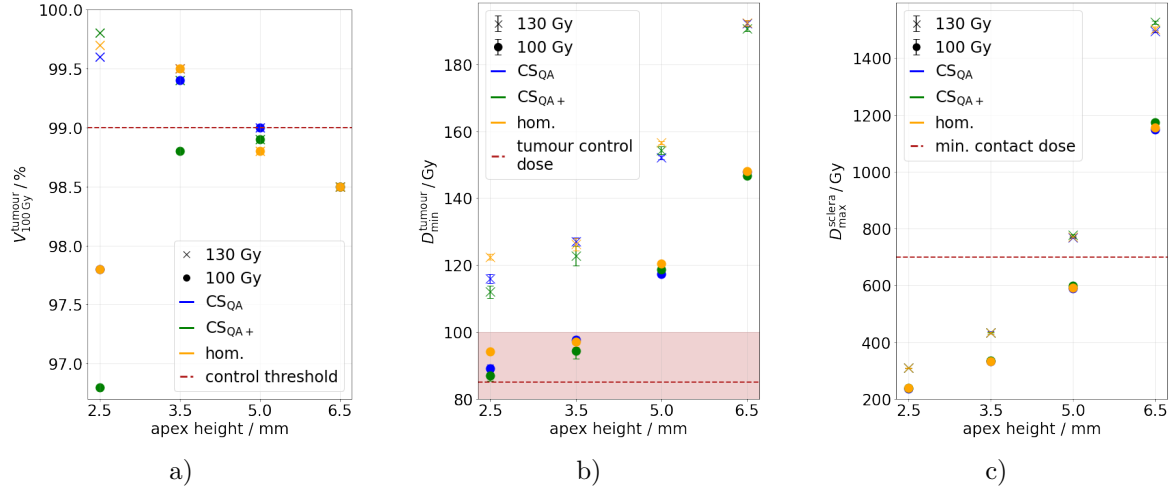 100.0
99.5
99.0
98.5
98.0
97.5
97.0
V^tumour_100 Gy / %
130 Gy
100 Gy
CS_QA
CS_QA+
hom.
control threshold
2.5 3.5 5.0 6.5
apex height / mm
a)
180
160
140
120
100
80
D^tumour_min / Gy
130 Gy
100 Gy
CS_QA
CS_QA+
hom.
tumour control
dose
2.5 3.5 5.0 6.5
apex height / mm
b)
1400
1200
1000
800
600
400
200
D^sclera_max / Gy
130 Gy
100 Gy
CS_QA
CS_QA+
hom.
min. contact dose
2.5 3.5 5.0 6.5
apex height / mm
c)